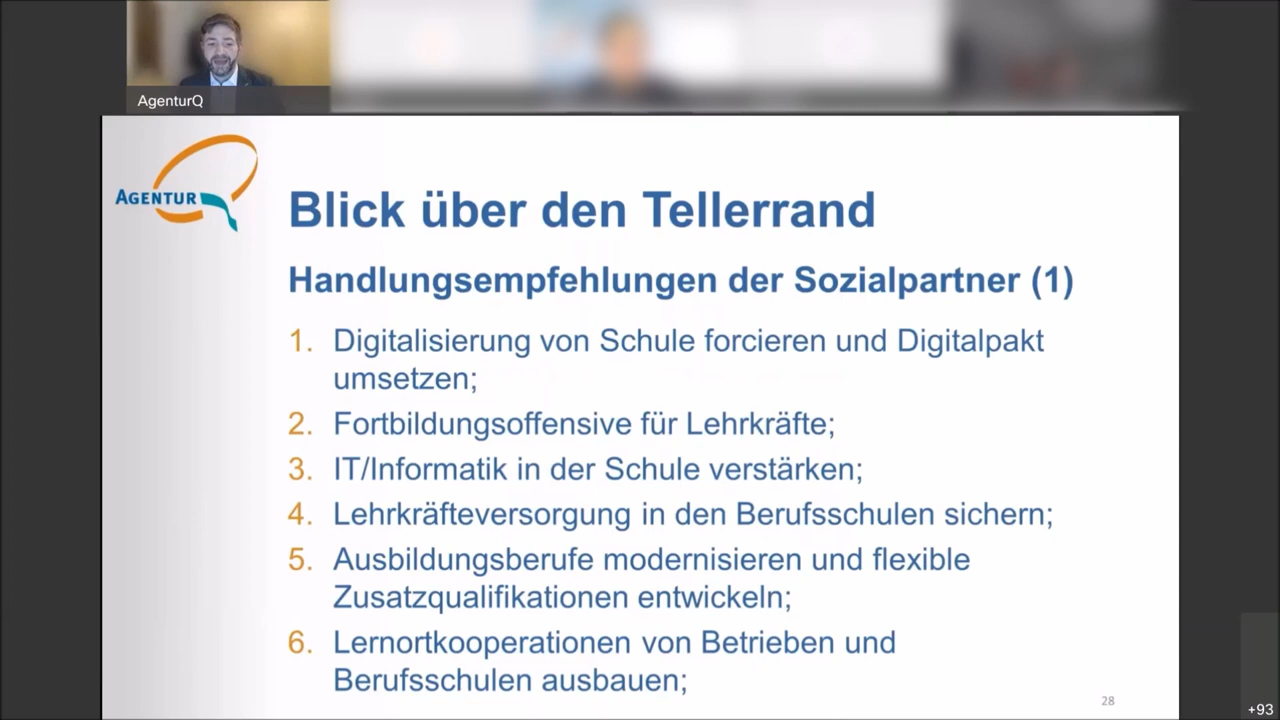 AgenturQ
AGENTUR
Blick über den Tellerrand
Handlungsempfehlungen der Sozialpartner (1)
1. Digitalisierung von Schule forcieren und Digitalpakt
umsetzen;
2. Fortbildungsoffensive für Lehrkräfte;
3. IT/Informatik in der Schule verstärken;
4. Lehrkräfteversorgung in den Berufsschulen sichern;
5. Ausbildungsberufe modernisieren und flexible
Zusatzqualifikationen entwickeln;
6. Lernortkooperationen von Betrieben und
Berufsschulen ausbauen;
28
+93